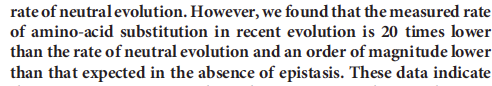 rate of neutral evolution. However, we found that the measured rate
of amino-acid substitution in recent evolution is 20 times lower
than the rate of neutral evolution and an order of magnitude lower
than that expected in the absence of epistasis. These data indicate